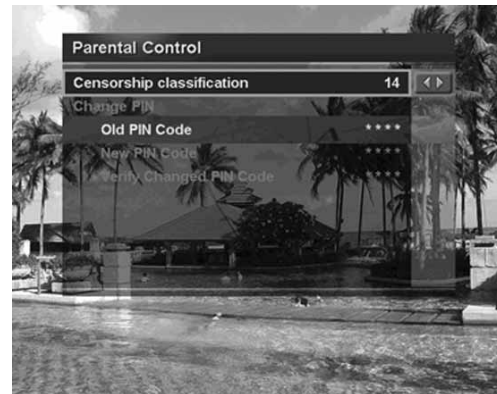 Parental Control
Censorship classification 14
Change PIN
Old PIN Code ****
New PIN Code ****
Verify Changed PIN Code ****